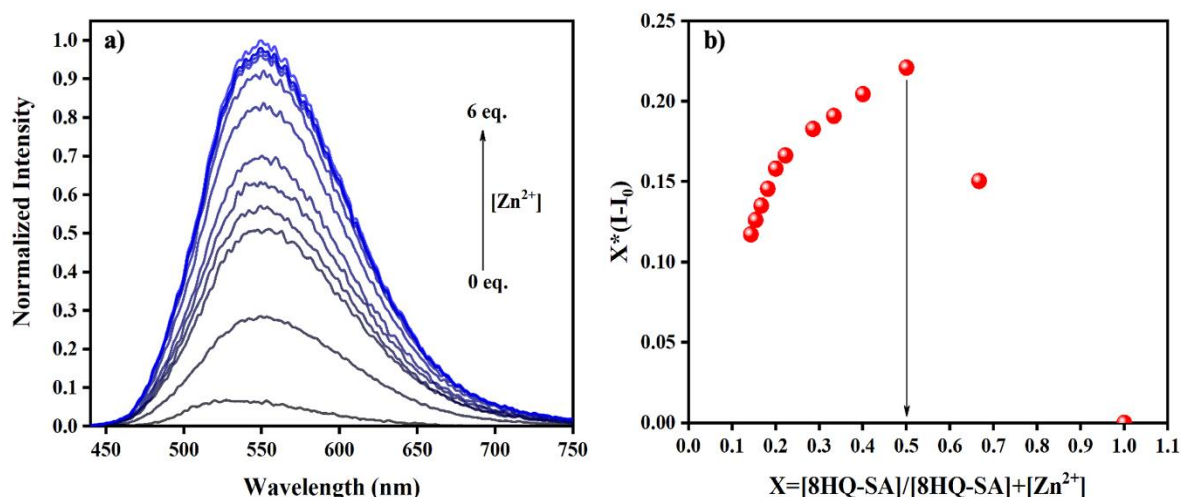 a)
1.0
0.9
0.8
0.7
0.6
0.5
0.4
0.3
0.2
0.1
0.0
Noırmalized Intensity
6 eq.
[Zn²⁺]
0 eq.
450 500 550 600 650 700 750
Wavelength (nm)
b)
0.25
0.20
0.15
0.10
0.05
0.00
X*(I-I₀)
0.0 0.1 0.2 0.3 0.4 0.5 0.6 0.7 0.8 0.9 1.0 1.1
X=[8HQ-SA]/[8HQ-SA]+[Zn²⁺]